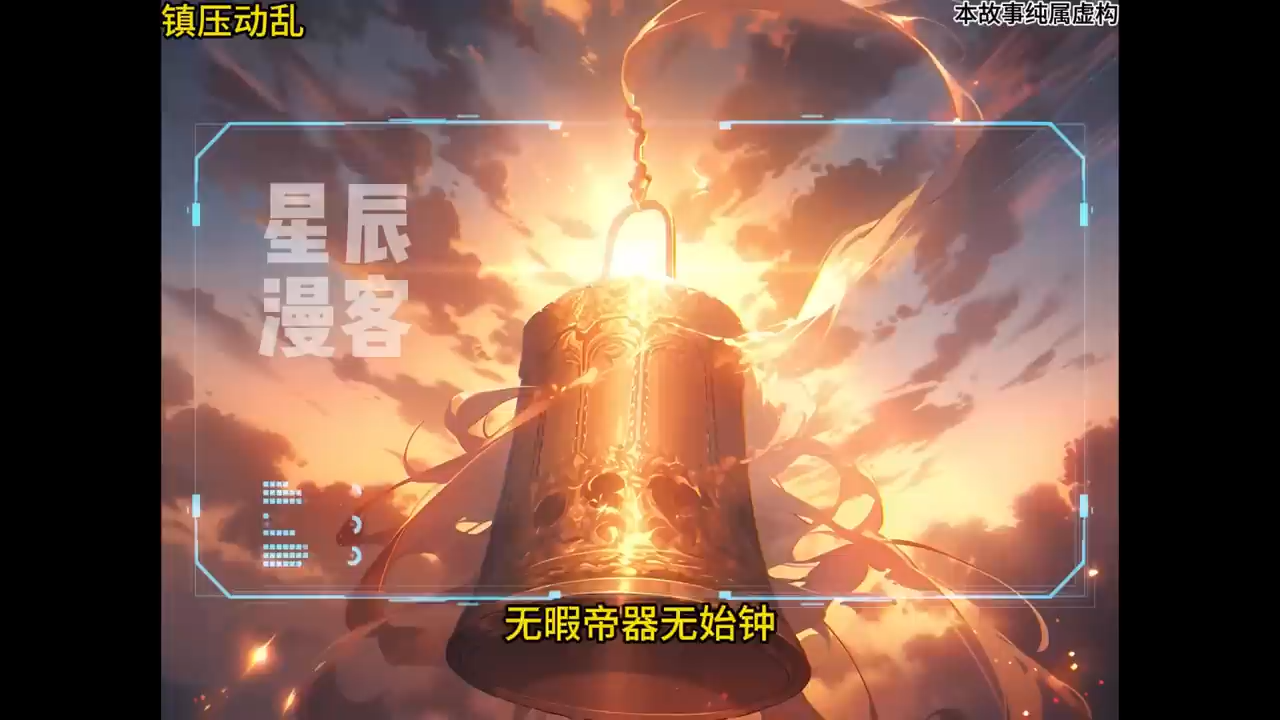 镇压动乱
本故事纯属虚构
星辰
漫客
无暇帝器无始钟